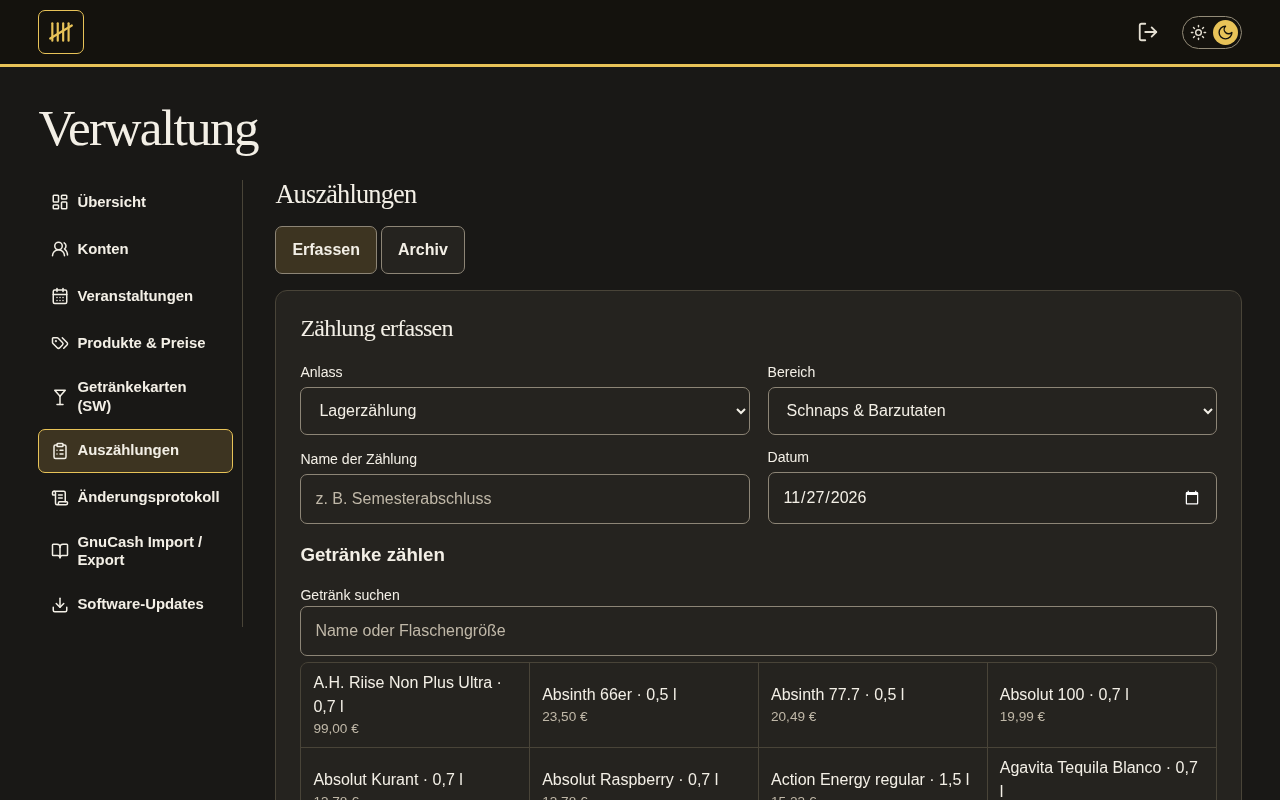 Verwaltung
Übersicht
Konten
Veranstaltungen
Produkte & Preise
Getränkekarten
(SW)
Auszählungen
Änderungsprotokoll
GnuCash Import /
Export
Software-Updates
Auszählungen
Erfassen
Archiv
Zählung erfassen
Anlass
Lagerzählung
Bereich
Schnaps & Barzutaten
Name der Zählung
z. B. Semesterabschluss
Datum
11/27/2026
Getränke zählen
Getränk suchen
Name oder Flaschengröße
A.H. Riise Non Plus Ultra ·
0,7 l
99,00 €
Absinth 66er · 0,5 l
23,50 €
Absinth 77.7 · 0,5 l
20,49 €
Absolut 100 · 0,7 l
19,99 €
Absolut Kurant · 0,7 l
Absolut Raspberry · 0,7 l
Action Energy regular · 1,5 l
Agavita Tequila Blanco · 0,7
l